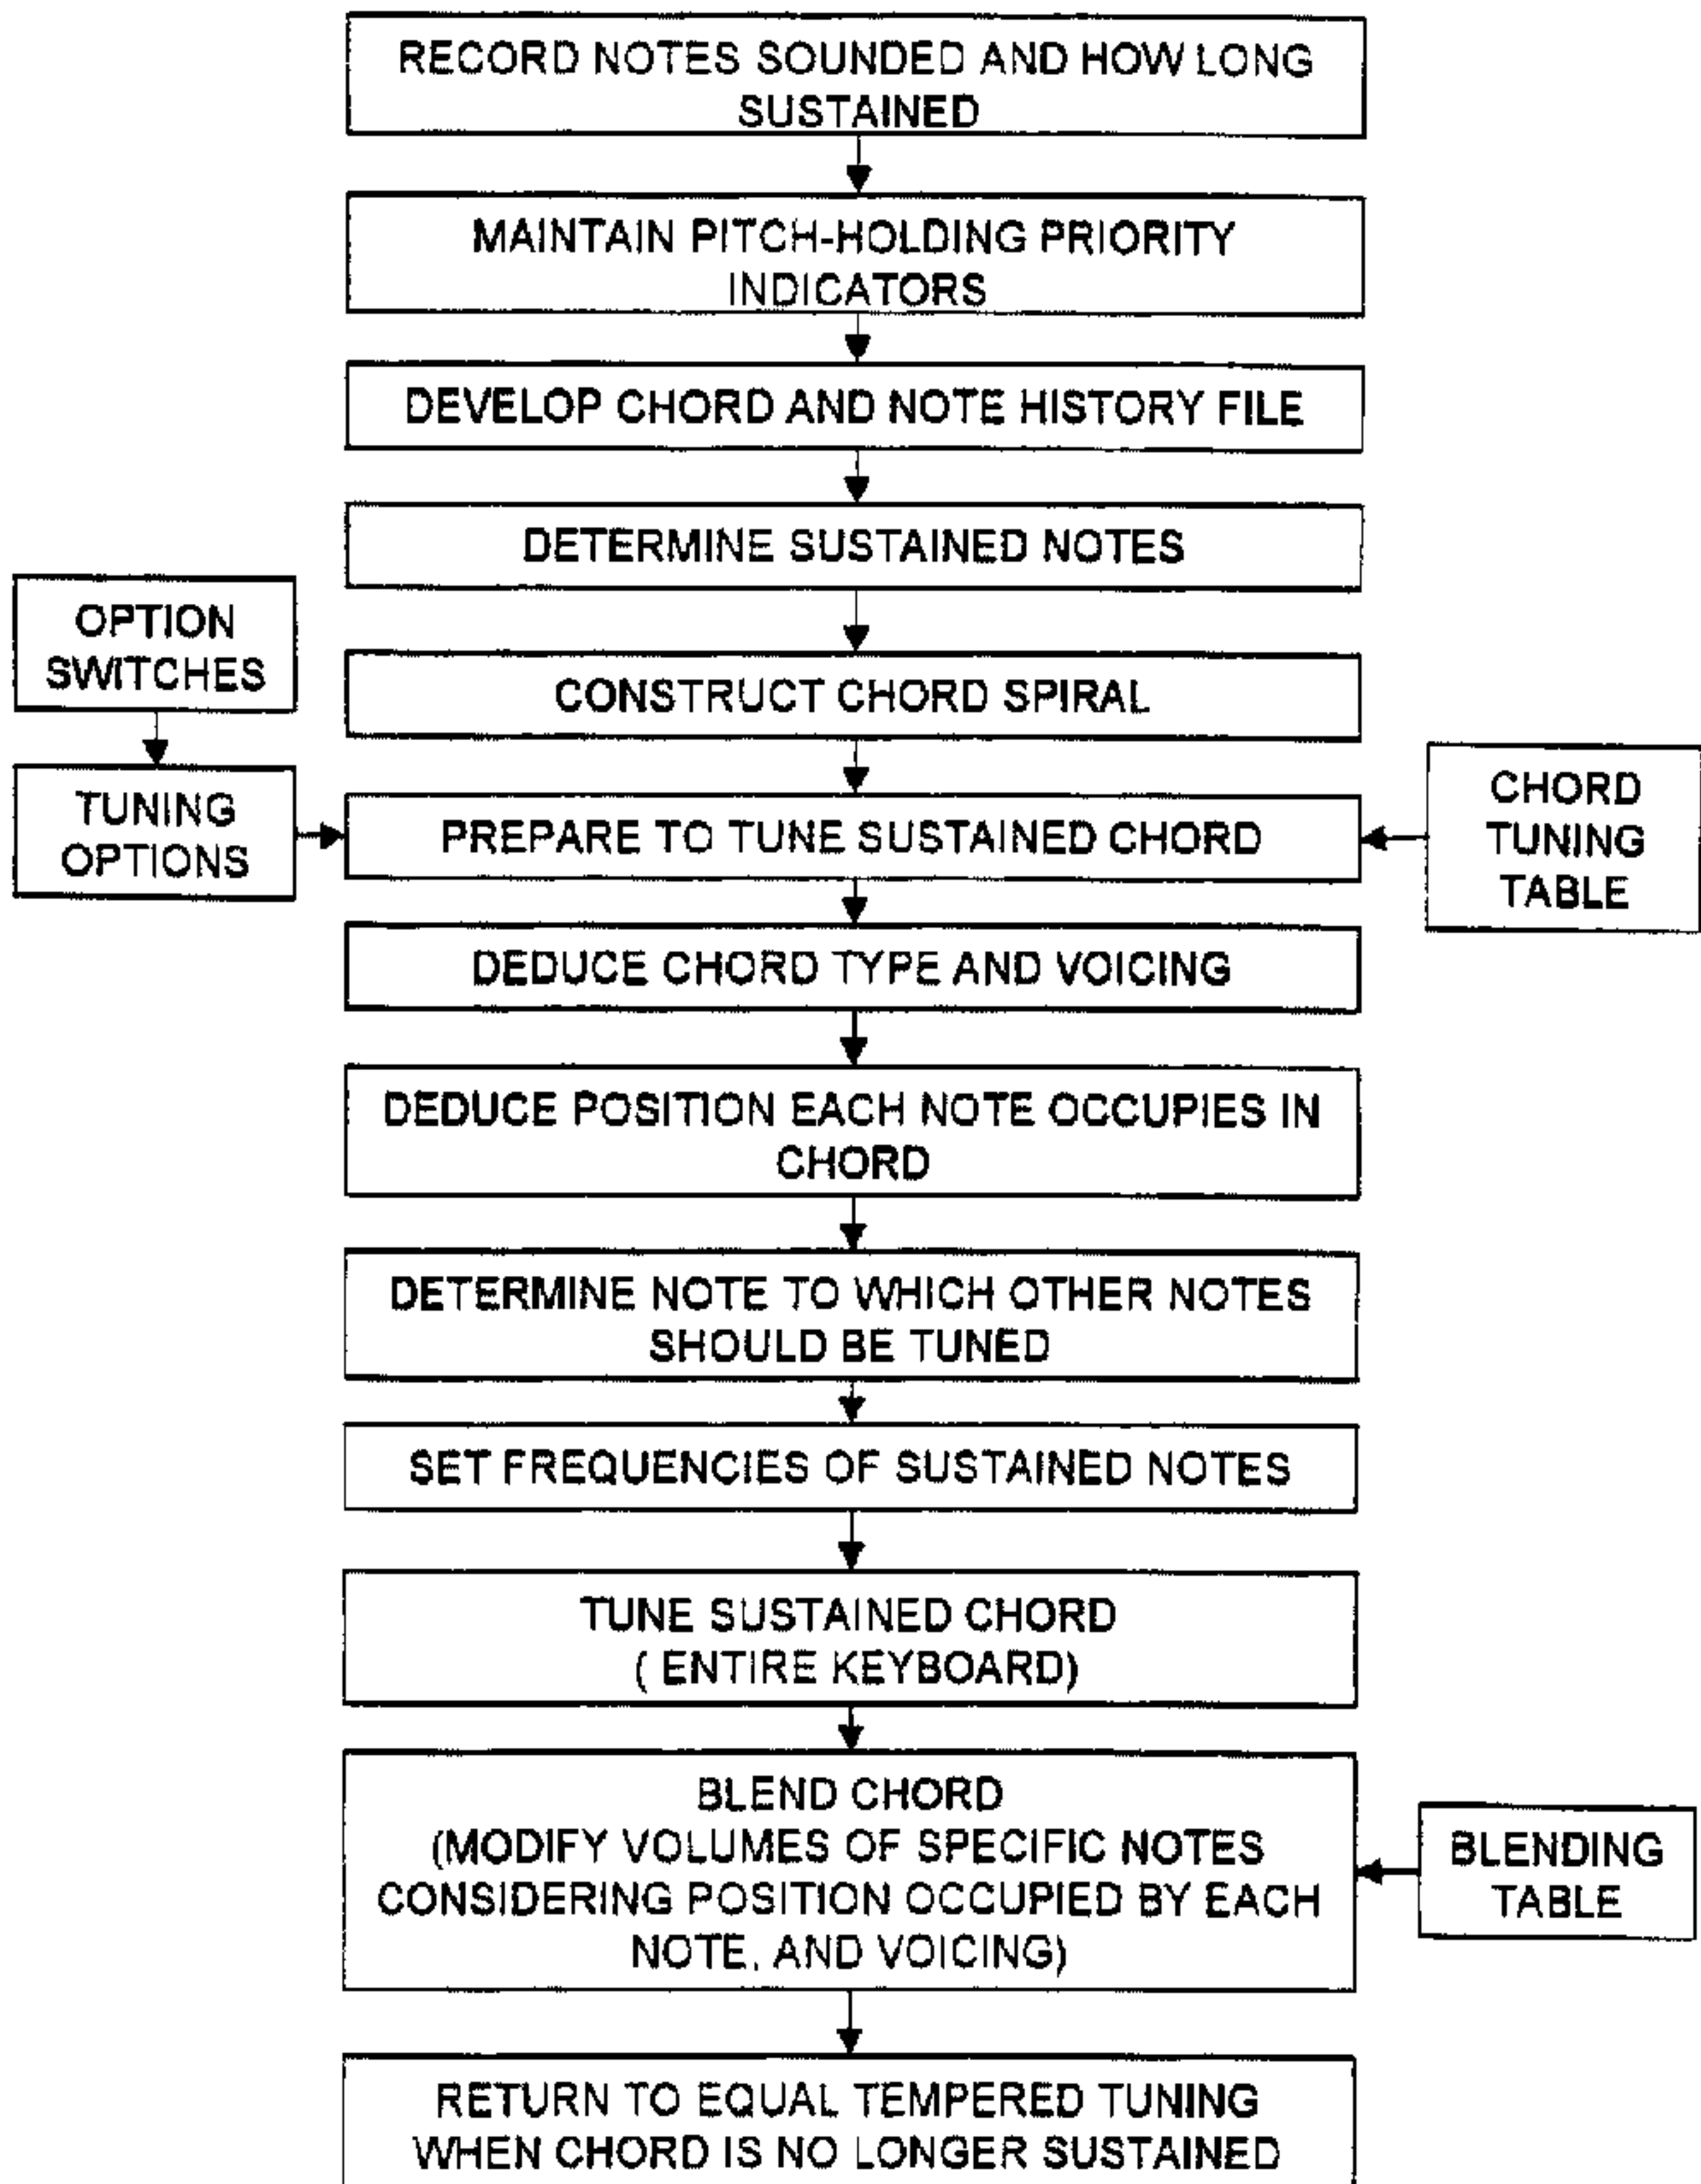 RECORD NOTES SOUNDED AND HOW LONG
SUSTAINED
MAINTAIN PITCH-HOLDING PRIORITY
INDICATORS
DEVELOP CHORD AND NOTE HISTORY FILE
DETERMINE SUSTAINED NOTES
OPTION
SWITCHES
CONSTRUCT CHORD SPIRAL
TUNING
OPTIONS
PREPARE TO TUNE SUSTAINED CHORD
CHORD
TUNING
TABLE
DEDUCE CHORD TYPE AND VOICING
DEDUCE POSITION EACH NOTE OCCUPIES IN
CHORD
DETERMINE NOTE TO WHICH OTHER NOTES
SHOULD BE TUNED
SET FREQUENCIES OF SUSTAINED NOTES
TUNE SUSTAINED CHORD
( ENTIRE KEYBOARD)
BLEND CHORD
(MODIFY VOLUMES OF SPECIFIC NOTES
CONSIDERING POSITION OCCUPIED BY EACH
NOTE, AND VOICING)
BLENDING
TABLE
RETURN TO EQUAL TEMPERED TUNING
WHEN CHORD IS NO LONGER SUSTAINED